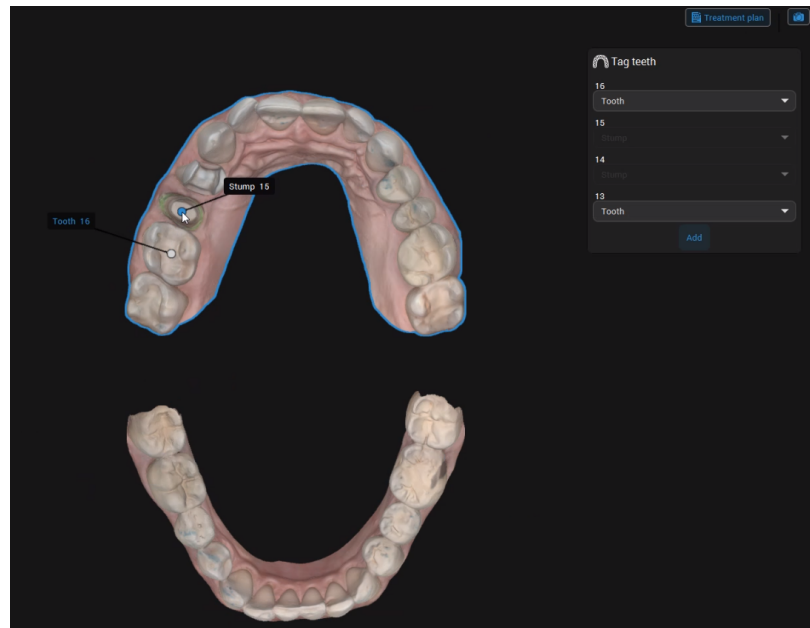 Treatment plan
Tag teeth
16
Tooth
15
Stump
14
Stump
13
Tooth
Add
Stump 15
Tooth 16